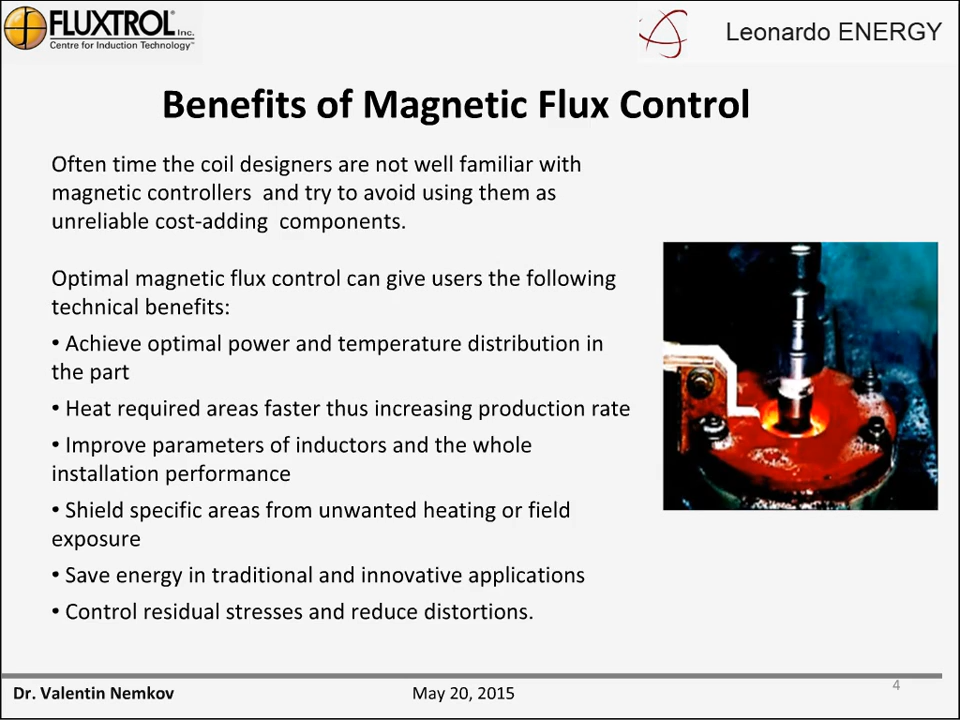 FLUXTROL® Inc.
Centre for Induction Technology™
Leonardo ENERGY
Benefits of Magnetic Flux Control
Often time the coil designers are not well familiar with
magnetic controllers and try to avoid using them as
unreliable cost-adding components.
Optimal magnetic flux control can give users the following
technical benefits:
• Achieve optimal power and temperature distribution in
the part
• Heat required areas faster thus increasing production rate
• Improve parameters of inductors and the whole
installation performance
• Shield specific areas from unwanted heating or field
exposure
• Save energy in traditional and innovative applications
• Control residual stresses and reduce distortions.
Dr. Valentin Nemkov
May 20, 2015
4